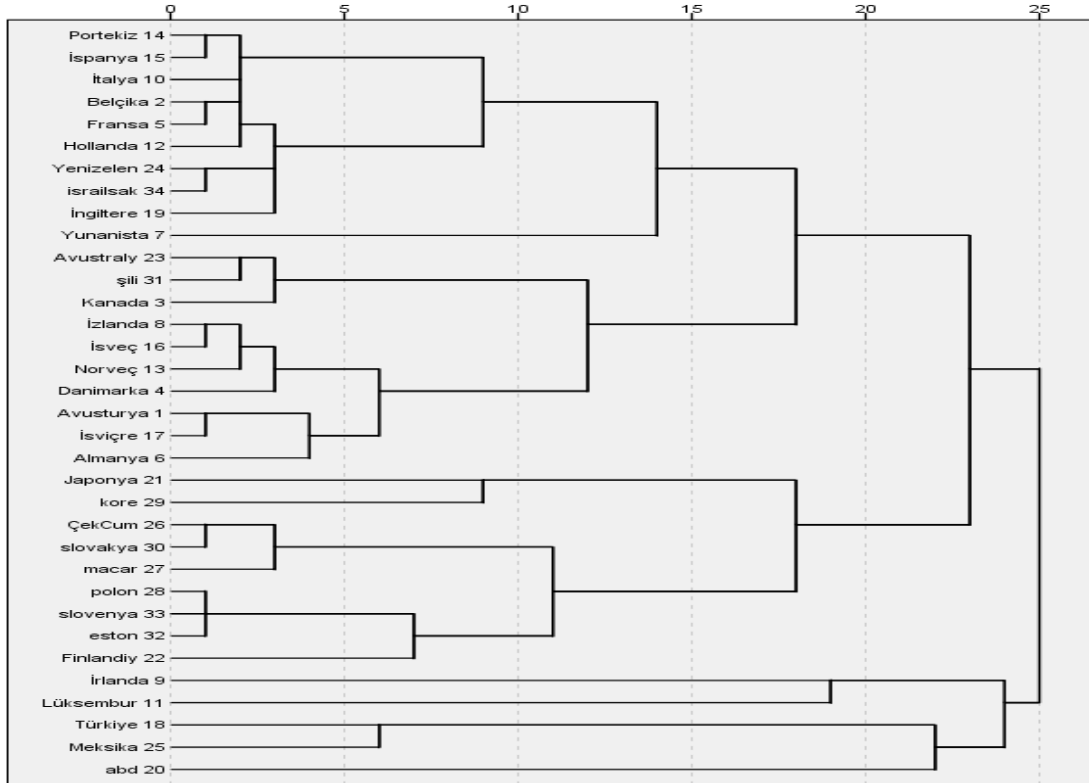 0 5 10 15 20 25
Portekiz 14
İspanya 15
İtalya 10
Belçika 2
Fransa 5
Hollanda 12
Yenizelen 24
israilsak 34
İngiltere 19
Yunanista 7
Avustraly 23
şili 31
Kanada 3
İzlanda 8
İsveç 16
Norveç 13
Danimarka 4
Avusturya 1
İsviçre 17
Almanya 6
Japonya 21
kore 29
ÇekCum 26
slovakya 30
macar 27
polon 28
slovenya 33
eston 32
Finlandiy 22
İrlanda 9
Lüksembur 11
Türkiye 18
Meksika 25
abd 20